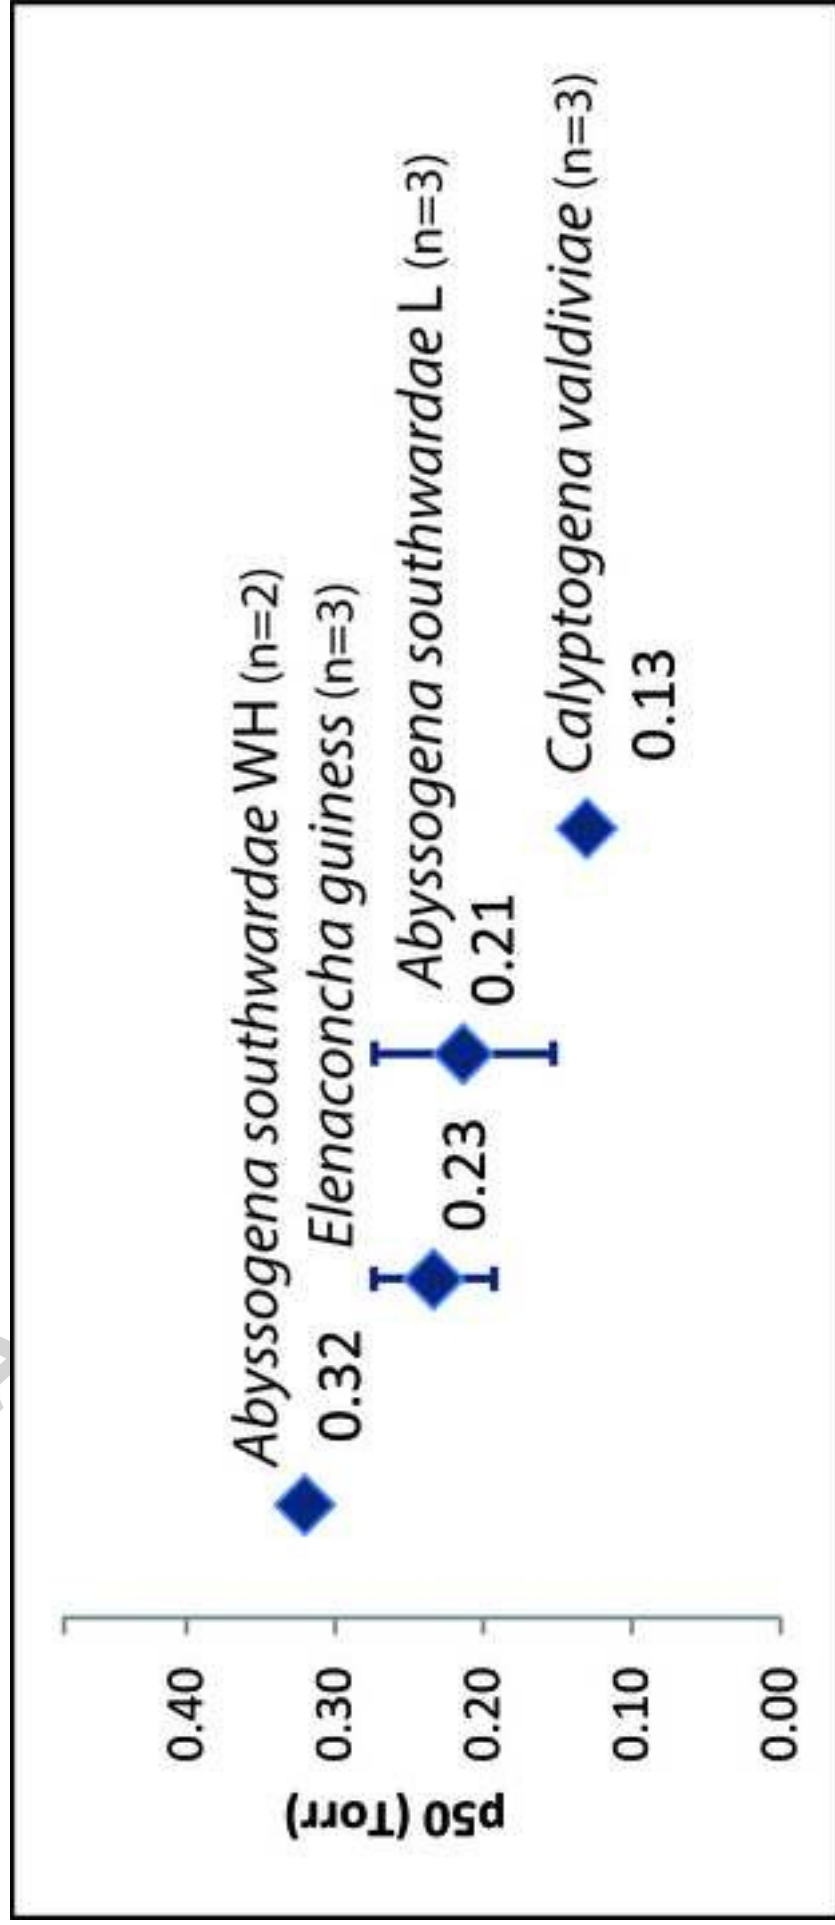 p50 (Torr)
0.40
0.30
0.20
0.10
0.00
Abyssogena southwardae WH (n=2)
0.32
Elenaconcha guiness (n=3)
0.23
Abyssogena southwardae L (n=3)
0.21
Calyptogena valdiviae (n=3)
0.13